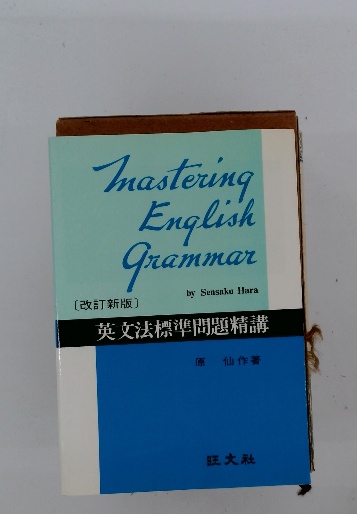 Mastering
English
Grammar
by Sensaku Hara
〔改訂新版〕
英文法標準問題精講
原 仙作著
旺文社